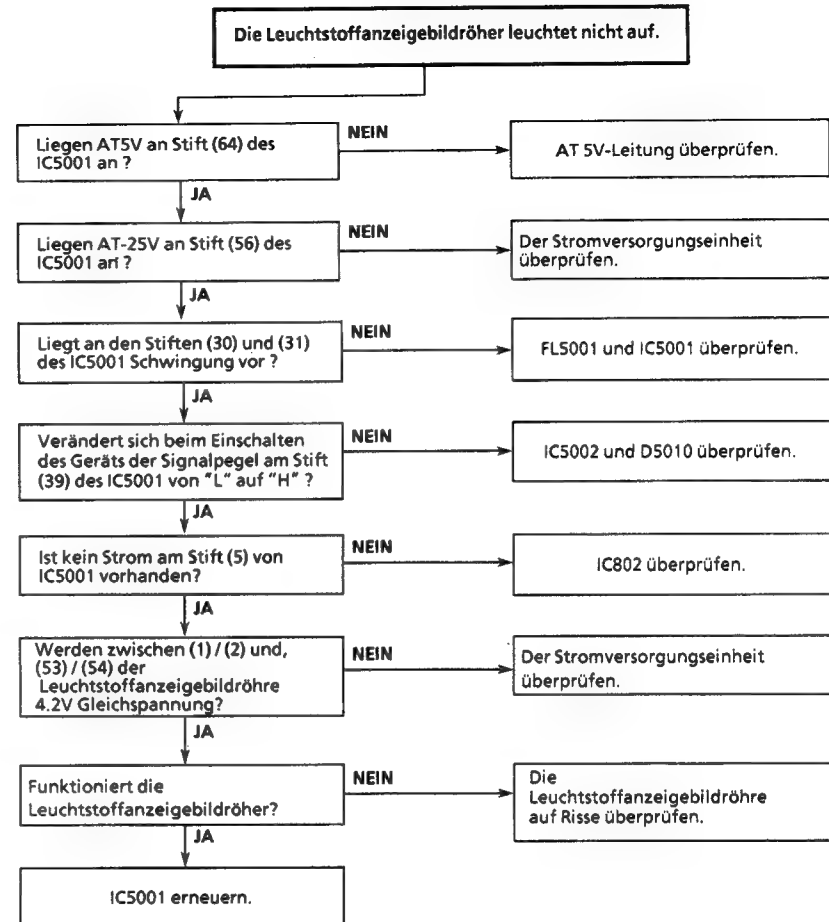 Die Leuchtstoffanzeigebildröher leuchtet nicht auf.
Liegen AT5V an Stift (64) des
IC5001 an ?
NEIN
AT 5V-Leitung überprüfen.
JA
Liegen AT-25V an Stift (56) des
IC5001 an ?
NEIN
Der Stromversorgungseinheit
überprüfen.
JA
Liegt an den Stiften (30) und (31)
des IC5001 Schwingung vor ?
NEIN
FL5001 und IC5001 überprüfen.
JA
Verändert sich beim Einschalten
des Geräts der Signalpegel am Stift
(39) des IC5001 von "L" auf "H" ?
NEIN
IC5002 und D5010 überprüfen.
JA
Ist kein Strom am Stift (5) von
IC5001 vorhanden?
NEIN
IC802 überprüfen.
JA
Werden zwischen (1) / (2) und,
(53) / (54) der
Leuchtstoffanzeigebildröhre
4.2V Gleichspannung?
NEIN
Der Stromversorgungseinheit
überprüfen.
JA
Funktioniert die
Leuchtstoffanzeigebildröher?
NEIN
Die
Leuchtstoffanzeigebildröhre
auf Risse überprüfen.
JA
IC5001 erneuern.